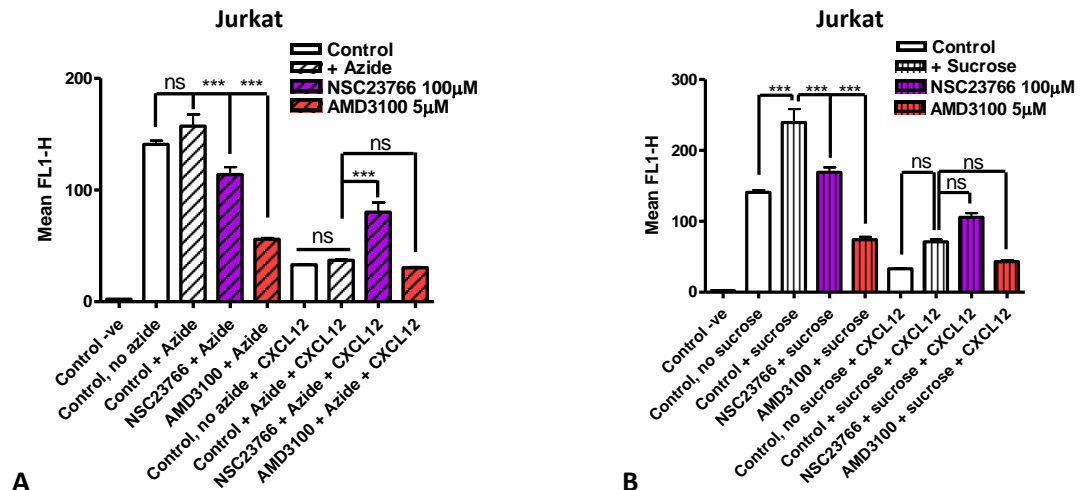 Jurkat
Control
+ Azide
NSC23766 100µM
AMD3100 5µM
Mean FL1-H
200
100
0
ns
***
***
ns
***
ns
Control -ve
Control, no azide
Control + Azide
NSC23766 + Azide
AMD3100 + Azide
Control, no azide + CXCL12
Control + Azide + CXCL12
NSC23766 + Azide + CXCL12
AMD3100 + Azide + CXCL12
A
Jurkat
Control
+ Sucrose
NSC23766 100µM
AMD3100 5µM
Mean FL1-H
300
200
100
0
***
***
***
ns
ns
ns
Control -ve
Control, no sucrose
Control + sucrose
NSC23766 + sucrose
AMD3100 + sucrose
Control, no sucrose + CXCL12
Control + sucrose + CXCL12
NSC23766 + sucrose + CXCL12
AMD3100 + sucrose + CXCL12
B